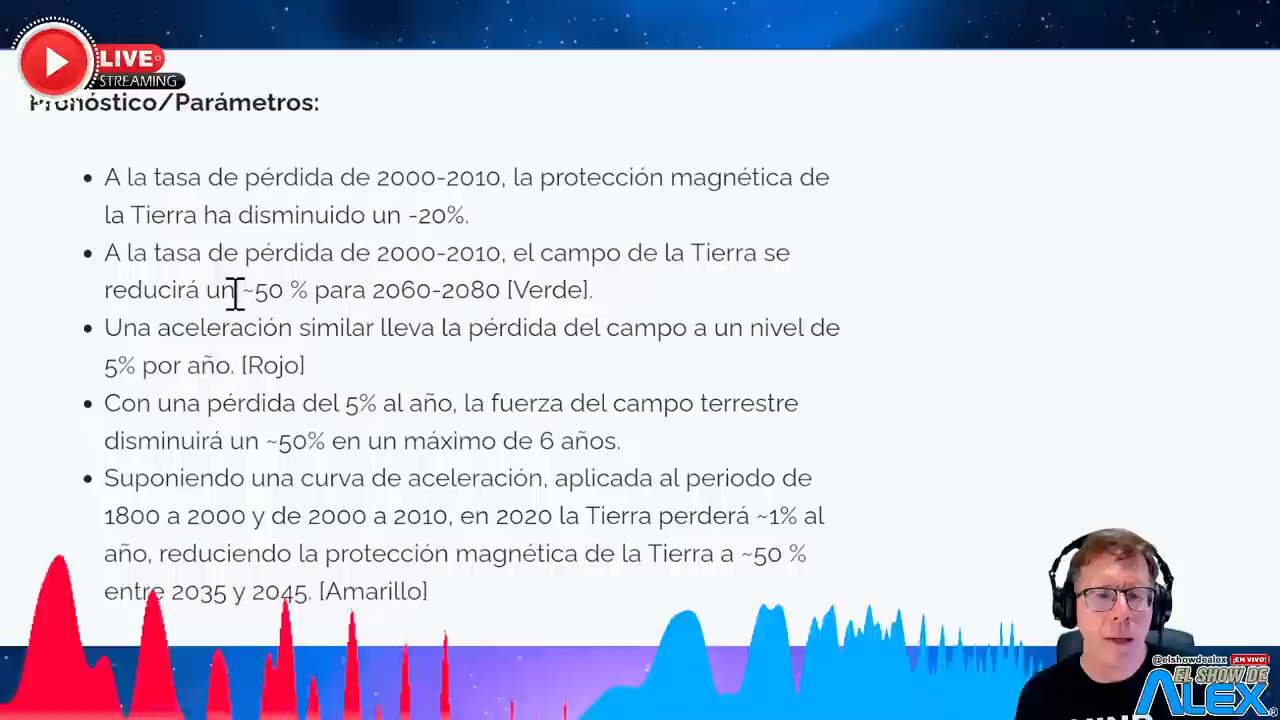 LIVE
STREAMING
Pronóstico/Parámetros:
A la tasa de pérdida de 2000-2010, la protección magnética de
la Tierra ha disminuido un -20%.
A la tasa de pérdida de 2000-2010, el campo de la Tierra se
reducirá un ~50 % para 2060-2080 [Verde].
Una aceleración similar lleva la pérdida del campo a un nivel de
5% por año. [Rojo]
Con una pérdida del 5% al año, la fuerza del campo terrestre
disminuirá un ~50% en un máximo de 6 años.
Suponiendo una curva de aceleración, aplicada al periodo de
1800 a 2000 y de 2000 a 2010, en 2020 la Tierra perderá ~1% al
año, reduciendo la protección magnética de la Tierra a ~50 %
entre 2035 y 2045. [Amarillo]
@elshowdealex ¡EN VIVO!
EL SHOW DE
ALEX